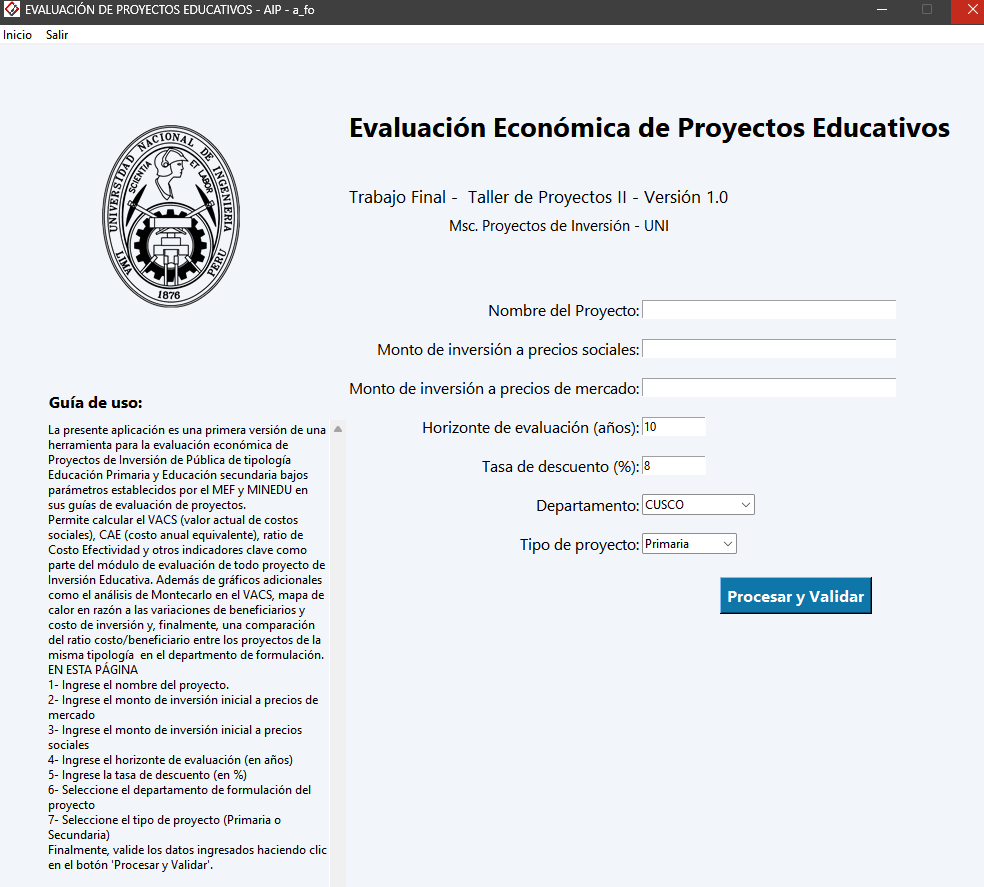 EVALUACIÓN DE PROYECTOS EDUCATIVOS - AIP - a_fo
Inicio Salir
UNIVERSIDAD NACIONAL DE INGENIERIA
SCIENTIA ET LABOR
LIMA PERU
1876
Evaluación Económica de Proyectos Educativos
Trabajo Final - Taller de Proyectos II - Versión 1.0
Msc. Proyectos de Inversión - UNI
Nombre del Proyecto:
Monto de inversión a precios sociales:
Monto de inversión a precios de mercado:
Horizonte de evaluación (años): 10
Tasa de descuento (%): 8
Departamento: CUSCO
Tipo de proyecto: Primaria
Procesar y Validar
Guía de uso:
La presente aplicación es una primera versión de una
herramienta para la evaluación económica de
Proyectos de Inversión de Pública de tipología
Educación Primaria y Educación secundaria bajos
parámetros establecidos por el MEF y MINEDU en
sus guías de evaluación de proyectos.
Permite calcular el VACS (valor actual de costos
sociales), CAE (costo anual equivalente), ratio de
Costo Efectividad y otros indicadores clave como
parte del módulo de evaluación de todo proyecto de
Inversión Educativa. Además de gráficos adicionales
como el análisis de Montecarlo en el VACS, mapa de
calor en razón a las variaciones de beneficiarios y
costo de inversión y, finalmente, una comparación
del ratio costo/beneficiario entre los proyectos de la
misma tipología en el departmento de formulación.
EN ESTA PÁGINA
1- Ingrese el nombre del proyecto.
2- Ingrese el monto de inversión inicial a precios de
mercado
3- Ingrese el monto de inversión inicial a precios
sociales
4- Ingrese el horizonte de evaluación (en años)
5- Ingrese la tasa de descuento (en %)
6- Seleccione el departamento de formulación del
proyecto
7- Seleccione el tipo de proyecto (Primaria o
Secundaria)
Finalmente, valide los datos ingresados haciendo clic
en el botón 'Procesar y Validar'.